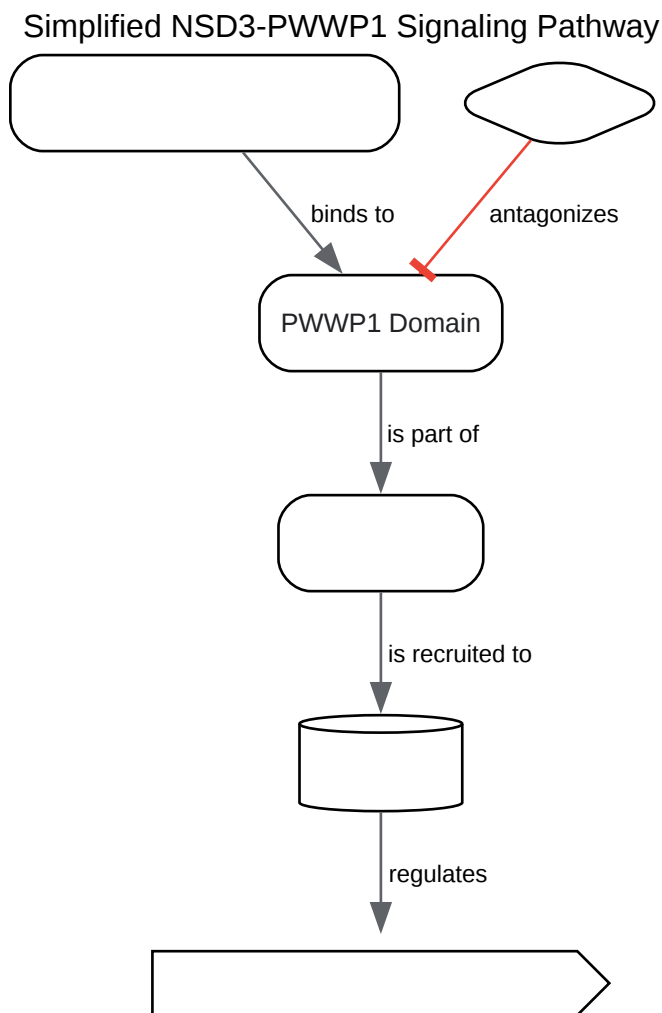 Simplified NSD3-PWWP1 Signaling Pathway
binds to
antagonizes
PWWP1 Domain
is part of
is recruited to
regulates